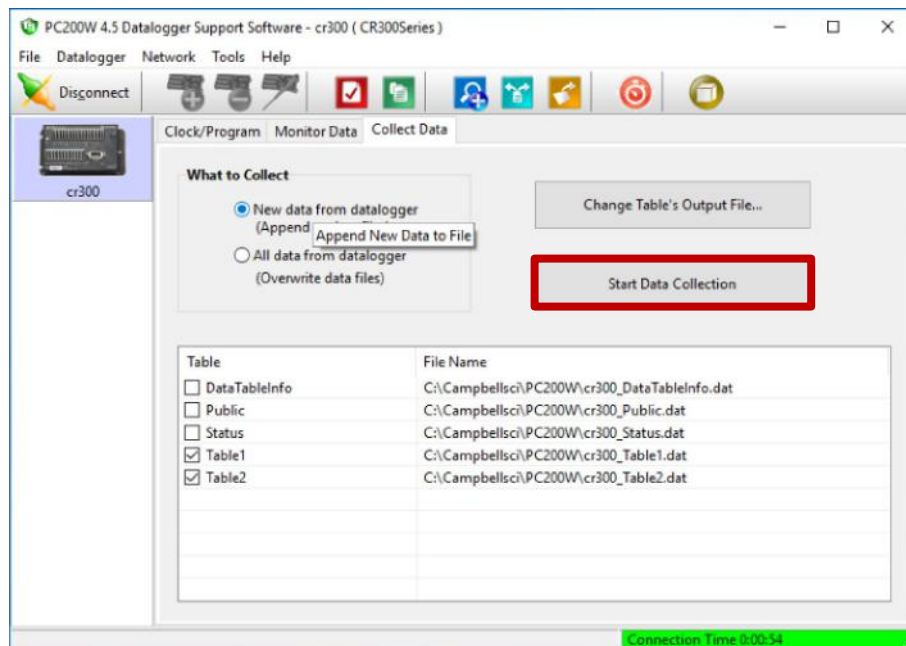 PC200W 4.5 Datalogger Support Software - cr300 ( CR300Series )
File Datalogger Network Tools Help
Disconnect
cr300
Clock/Program Monitor Data Collect Data
What to Collect
New data from datalogger
(Append
Append New Data to File
All data from datalogger
(Overwrite data files)
Change Table's Output File...
Start Data Collection
Table File Name
DataTableInfo C:\Campbellsci\PC200W\cr300_DataTableInfo.dat
Public C:\Campbellsci\PC200W\cr300_Public.dat
Status C:\Campbellsci\PC200W\cr300_Status.dat
Table1 C:\Campbellsci\PC200W\cr300_Table1.dat
Table2 C:\Campbellsci\PC200W\cr300_Table2.dat
Connection Time 0:00:54